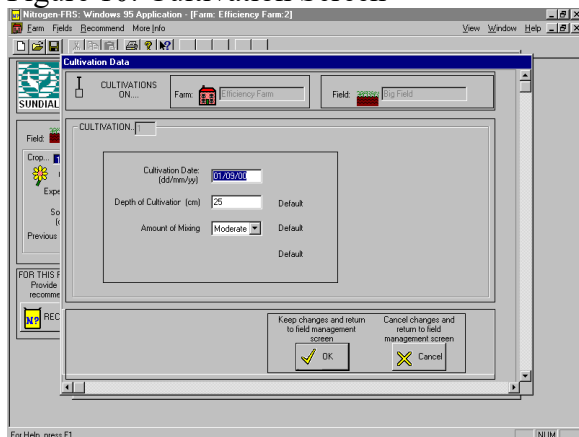 Figure 10: Cultivation Screen
Nitrogen-FRS: Windows 95 Application - [Farm: Efficiency Farm:2]
Farm Fields Recommend More Info View Window Help
Cultivation Data
SUNDIAL
CULTIVATIONS
ON....
Farm: Efficiency Farm
Field: Big Field
Field:
CULTIVATION.. 1
Crop...
Cultivation Date:
(dd/mm/yy)
01/09/00
Expe
Depth of Cultivation (cm) 25 Default
So
Previous
Amount of Mixing Moderate Default
Default
FOR THIS F
Provide
recomme
N? REC
Keep changes and return
to field management
screen
OK
Cancel changes and
return to field
management screen
Cancel
For Help, press F1 NUM